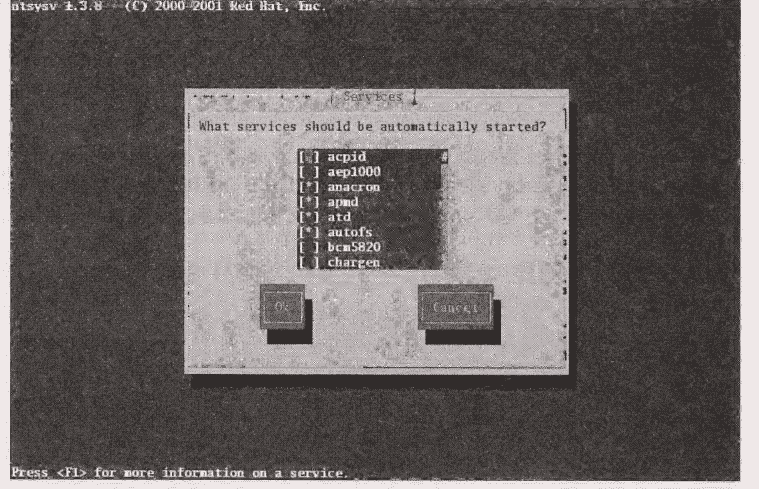 ntsysv 1.3.8 - (C) 2000-2001 Red Hat, Inc.
Services
What services should be automatically started?
[*] acpid
[ ] aep1000
[*] anacron
[*] apmd
[*] atd
[*] autofs
[ ] bcm5820
[ ] chargen
Ok
Cancel
Press <F1> for more information on a service.